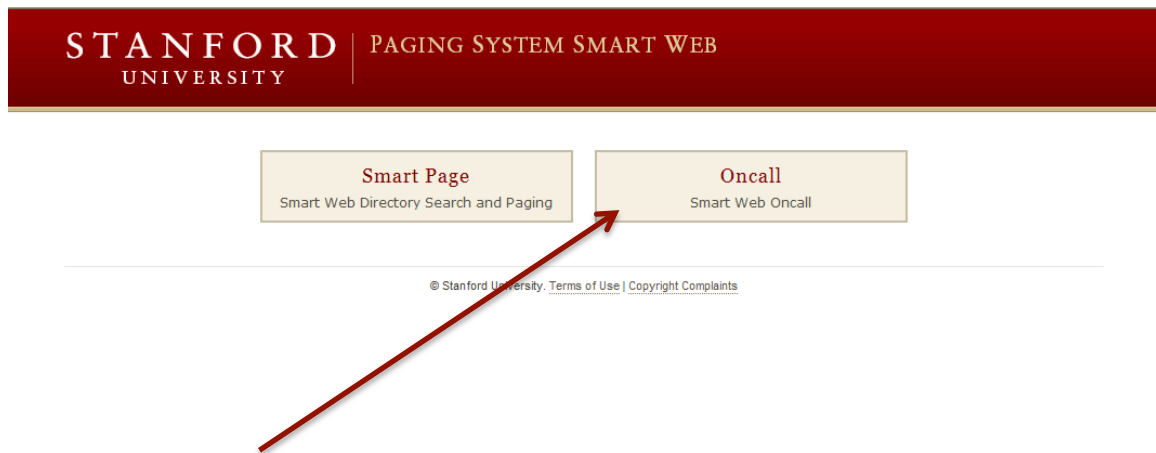 STANFORD
UNIVERSITY
PAGING SYSTEM SMART WEB
Smart Page
Smart Web Directory Search and Paging
Oncall
Smart Web Oncall
© Stanford University. Terms of Use | Copyright Complaints